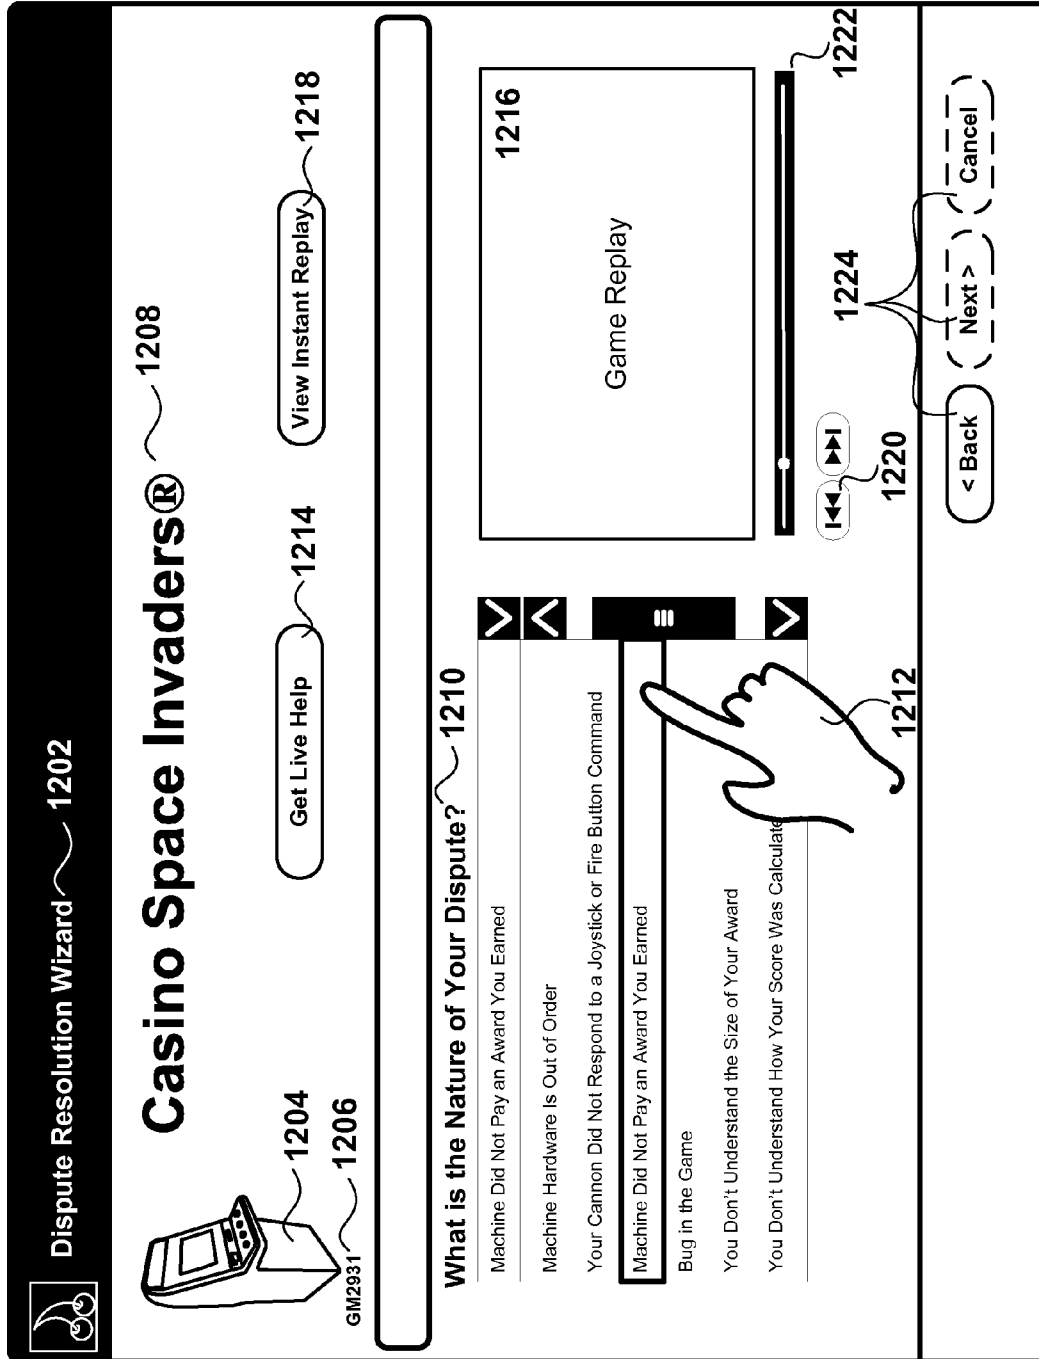 Dispute Resolution Wizard 1202
Casino Space Invaders® 1208
1204
GM2931 1206
Get Live Help 1214
View Instant Replay 1218
What is the Nature of Your Dispute? 1210
Machine Did Not Pay an Award You Earned
Machine Hardware Is Out of Order
Your Cannon Did Not Respond to a Joystick or Fire Button Command
Machine Did Not Pay an Award You Earned
Bug in the Game
You Don't Understand the Size of Your Award
You Don't Understand How Your Score Was Calculate
1212
1216
Game Replay
1222
1220
1224
< Back
Next >
Cancel